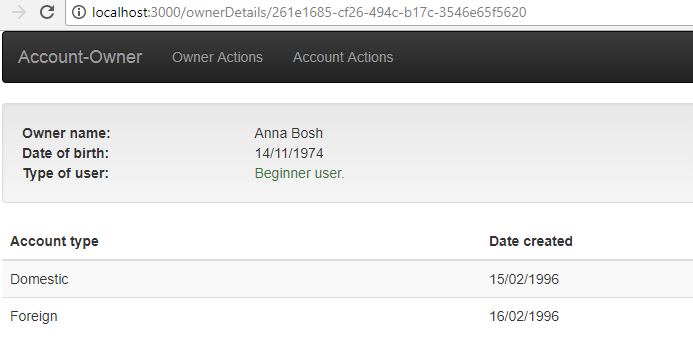 localhost:3000/ownerDetails/261e1685-cf26-494c-b17c-3546e65f5620
Account-Owner Owner Actions Account Actions
Owner name: Anna Bosh
Date of birth: 14/11/1974
Type of user: Beginner user.
Account type Date created
Domestic 15/02/1996
Foreign 16/02/1996